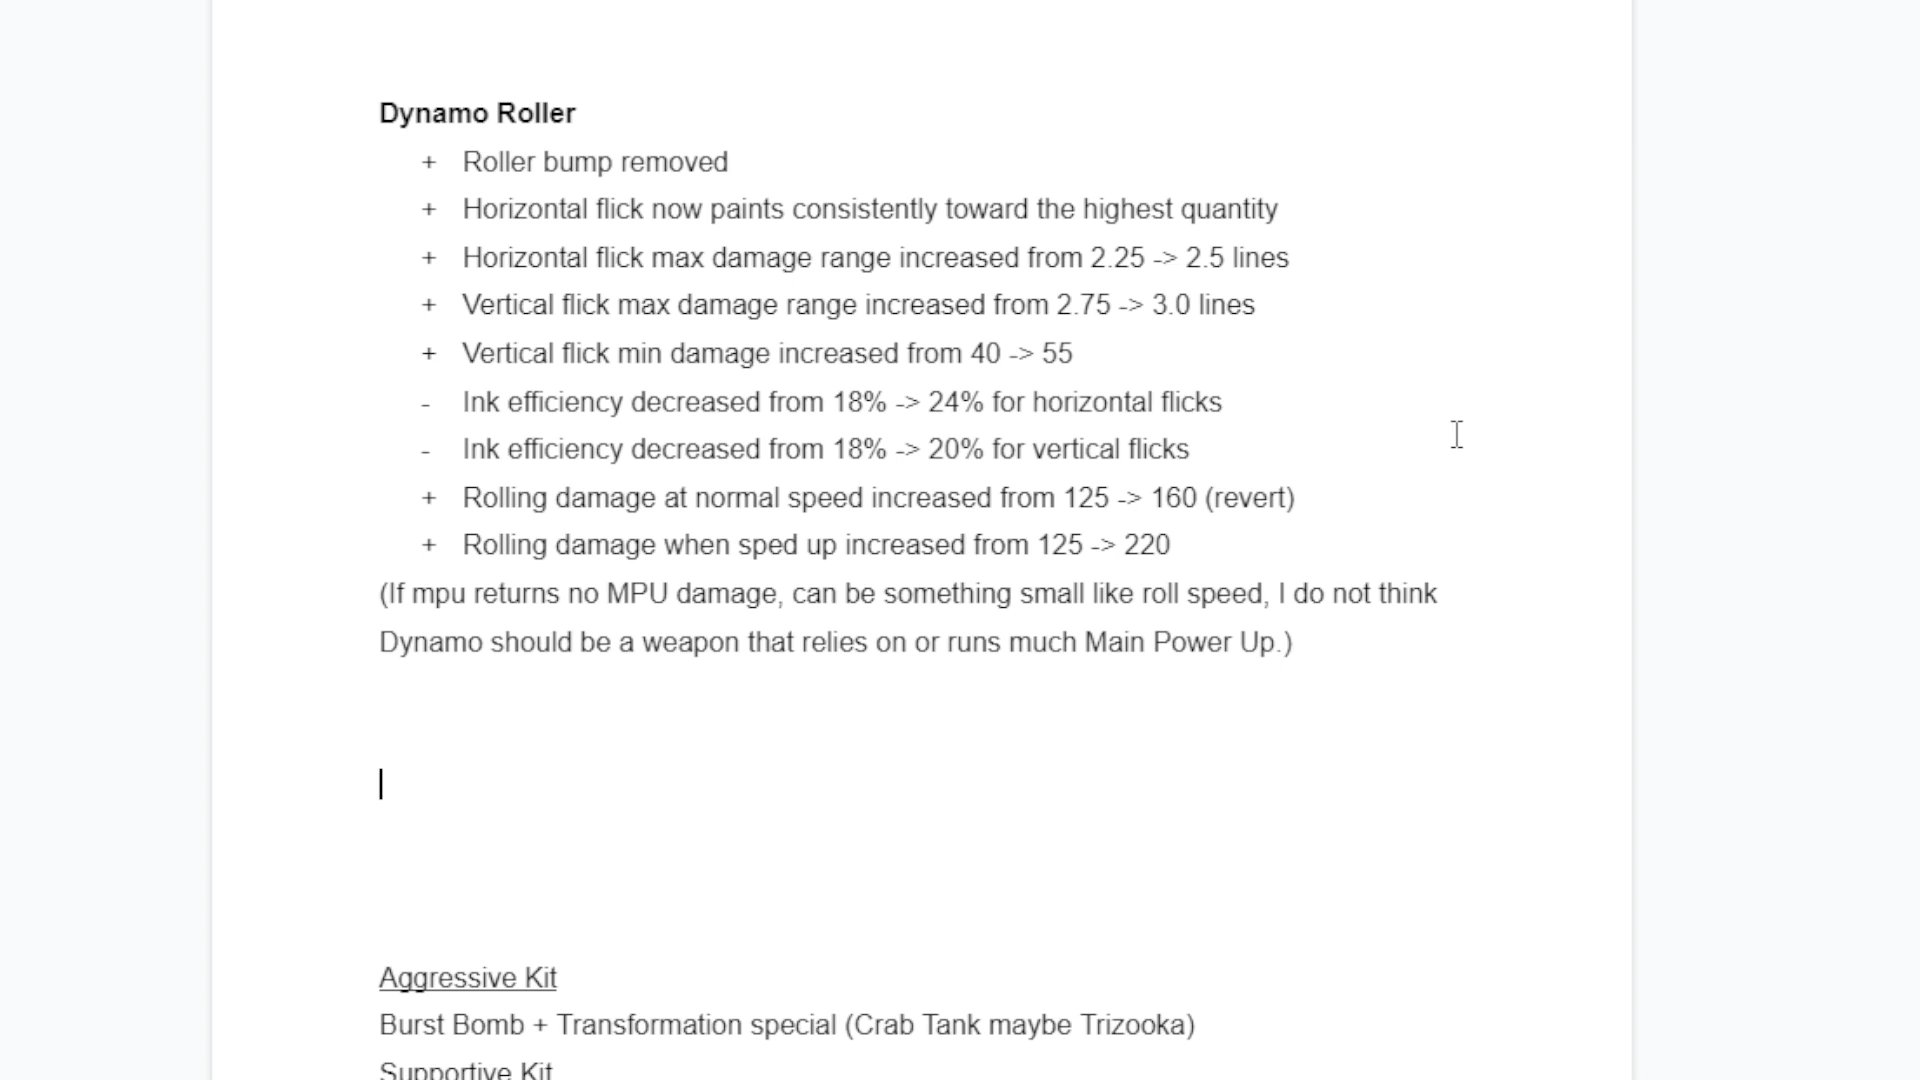 Dynamo Roller
+ Roller bump removed
+ Horizontal flick now paints consistently toward the highest quantity
+ Horizontal flick max damage range increased from 2.25 -> 2.5 lines
+ Vertical flick max damage range increased from 2.75 -> 3.0 lines
+ Vertical flick min damage increased from 40 -> 55
- Ink efficiency decreased from 18% -> 24% for horizontal flicks
- Ink efficiency decreased from 18% -> 20% for vertical flicks
+ Rolling damage at normal speed increased from 125 -> 160 (revert)
+ Rolling damage when sped up increased from 125 -> 220
(If mpu returns no MPU damage, can be something small like roll speed, I do not think
Dynamo should be a weapon that relies on or runs much Main Power Up.)
Aggressive Kit
Burst Bomb + Transformation special (Crab Tank maybe Trizooka)
Supportive Kit